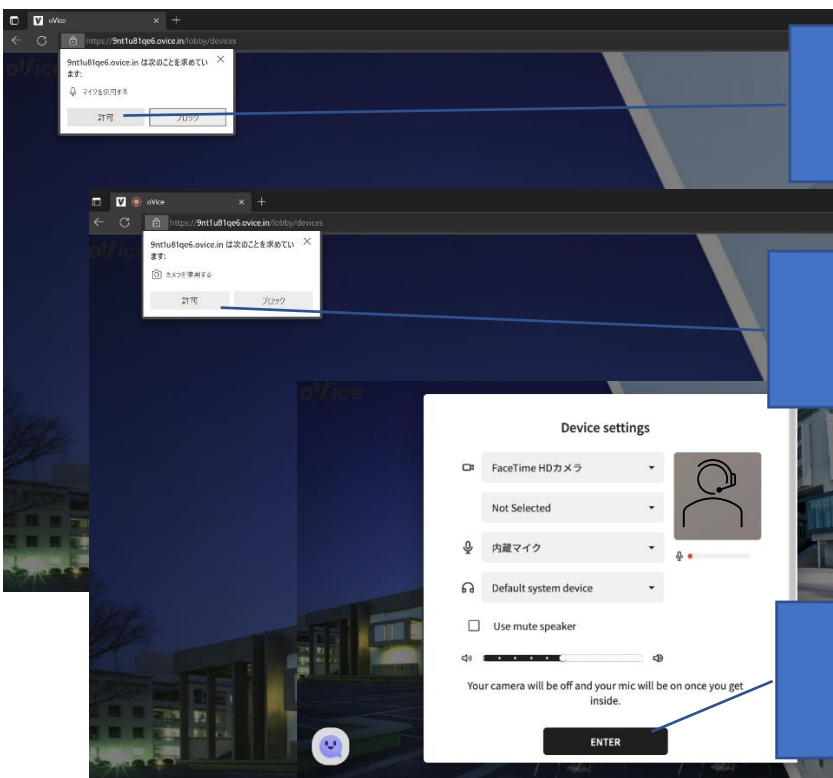 oVice
https://9nt1u81qe6.ovice.in/lobby/devices
oVice
9nt1u81qe6.ovice.in は次のことを求めてい
ます:
マイクを使用する
許可 ブロック
oVice
https://9nt1u81qe6.ovice.in/lobby/devices
oVice
9nt1u81qe6.ovice.in は次のことを求めてい
ます:
カメラを使用する
許可 ブロック
oVice
Device settings
FaceTime HDカメラ
Not Selected
内蔵マイク
Default system device
Use mute speaker
Your camera will be off and your mic will be on once you get
inside.
ENTER